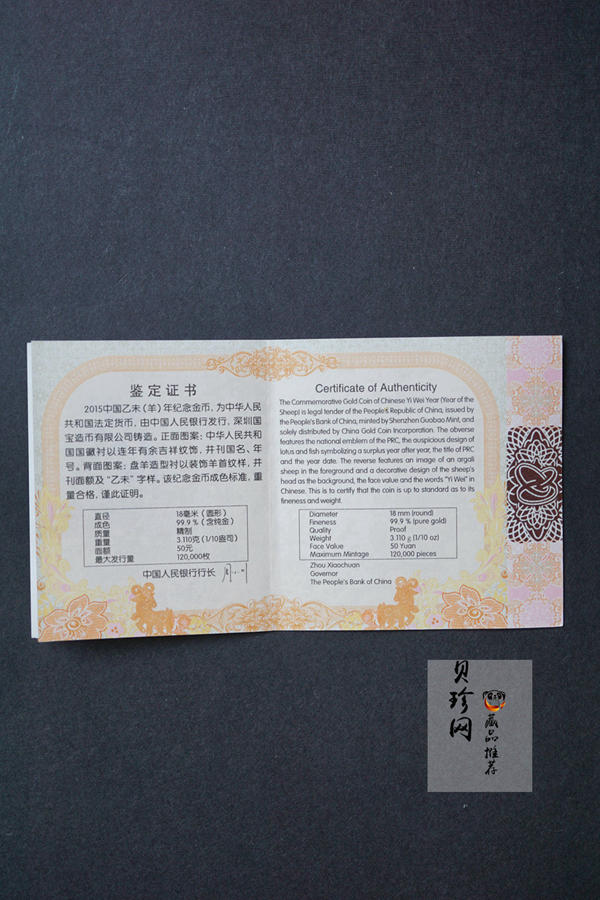 鉴定证书
2015中国乙未（羊）年纪念金币，为中华人民
共和国法定货币，由中国人民银行发行，深圳国
宝造币有限公司铸造。正面图案：中华人民共和
国国徽衬以连年有余吉祥纹饰，并刊国名、年
号。背面图案：盘羊造型衬以装饰羊首纹样，并
刊面额及“乙未”字样。该纪念金币成色标准，重
量合格，谨此证明。
直径 18毫米（圆形）
成色 99.9％（含纯金）
质量 精制
重量 3.110克（1/10盎司）
面额 50元
最大发行量 120,000枚
中国人民银行行长
Certificate of Authenticity
The Commemorative Gold Coin of Chinese Yi Wei Year (Year of the
Sheep) is legal tender of the People's Republic of China, issued by
the People's Bank of China, minted by Shenzhen Guobao Mint, and
solely distributed by China Gold Coin Incorporation. The obverse
features the national emblem of the PRC, the auspicious design of
lotus and fish symbolizing a surplus year after year, the title of PRC
and the year date. The reverse features an image of an argali
sheep in the foreground and a decorative design of the sheep's
head as the background, the face value and the words "Yi Wei" in
Chinese. This is to certify that the coin is up to standard as to its
fineness and weight.
Diameter 18 mm (round)
Fineness 99.9 % (pure gold)
Quality Proof
Weight 3.110 g (1/10 oz)
Face Value 50 Yuan
Maximum Mintage 120,000 pieces
Zhou Xiaochuan
Governor
The People's Bank of China
贝珍网
藏品推荐